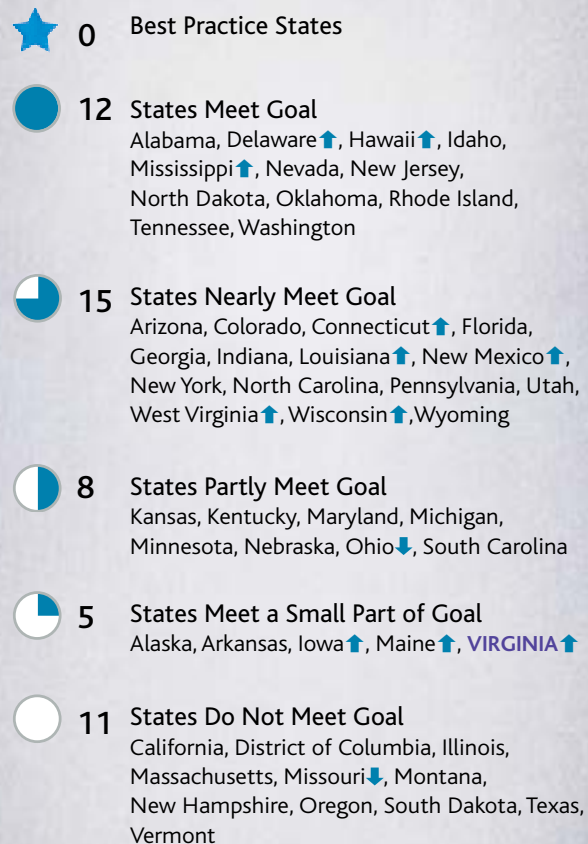 0 Best Practice States
12 States Meet Goal
Alabama, Delaware⬆, Hawaii⬆, Idaho,
Mississippi⬆, Nevada, New Jersey,
North Dakota, Oklahoma, Rhode Island,
Tennessee, Washington
15 States Nearly Meet Goal
Arizona, Colorado, Connecticut⬆, Florida,
Georgia, Indiana, Louisiana⬆, New Mexico⬆,
New York, North Carolina, Pennsylvania, Utah,
West Virginia⬆, Wisconsin⬆,Wyoming
8 States Partly Meet Goal
Kansas, Kentucky, Maryland, Michigan,
Minnesota, Nebraska, Ohio⬇, South Carolina
5 States Meet a Small Part of Goal
Alaska, Arkansas, Iowa⬆, Maine⬆, VIRGINIA⬆
11 States Do Not Meet Goal
California, District of Columbia, Illinois,
Massachusetts, Missouri⬇, Montana,
New Hampshire, Oregon, South Dakota, Texas,
Vermont